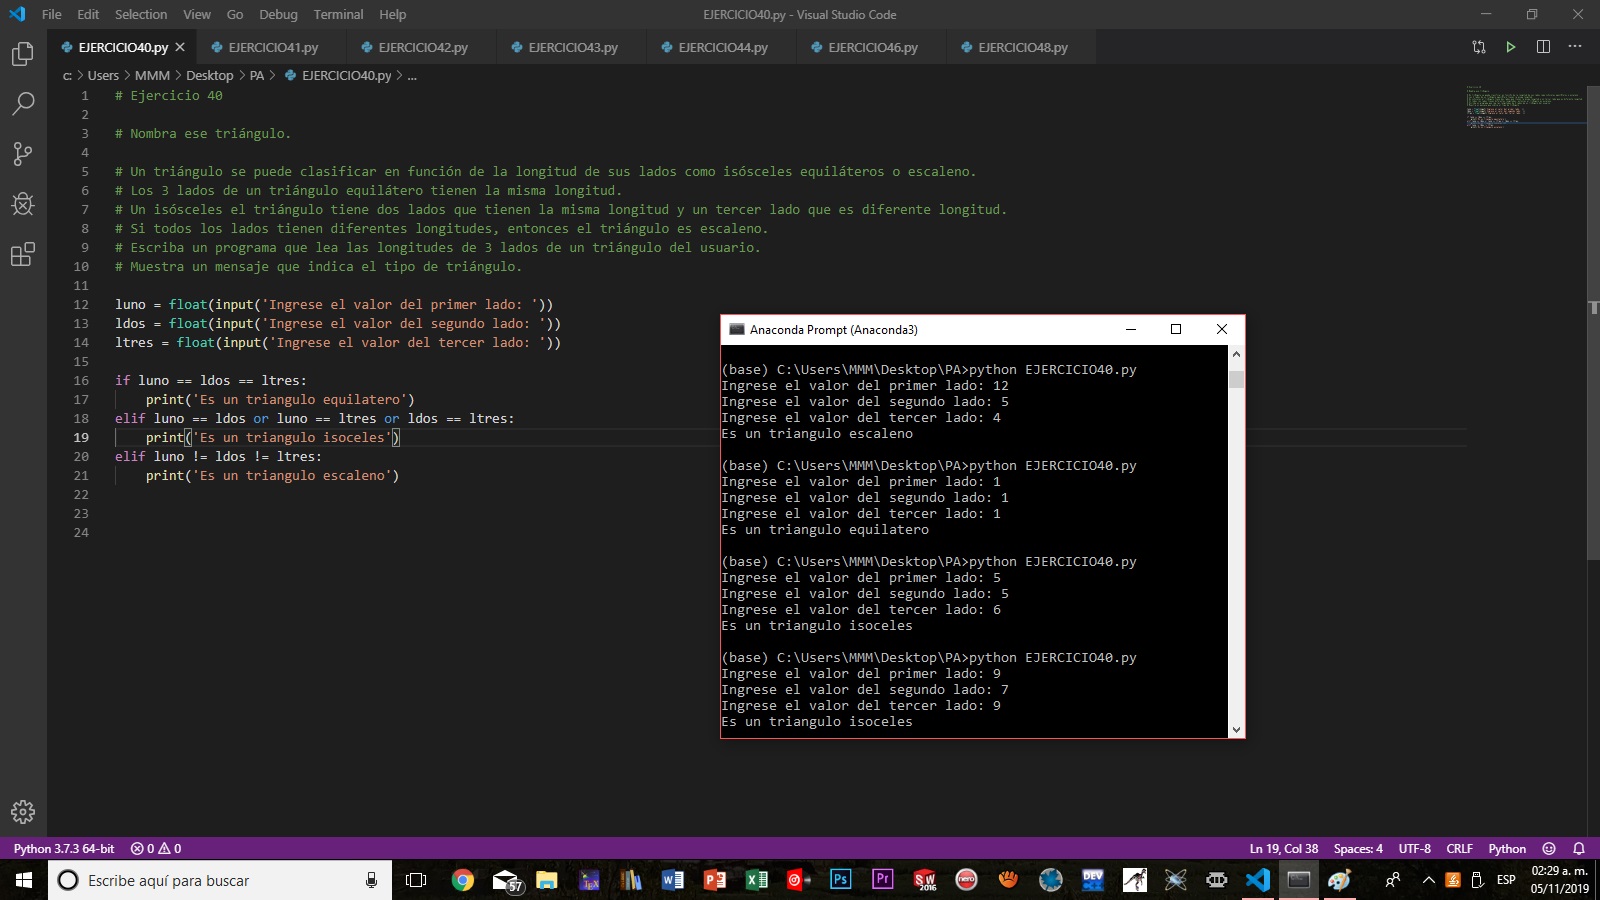 File Edit Selection View Go Debug Terminal Help
EJERCICIO40.py - Visual Studio Code
EJERCICIO40.py EJERCICIO41.py EJERCICIO42.py EJERCICIO43.py EJERCICIO44.py EJERCICIO46.py EJERCICIO48.py
c: > Users > MMM > Desktop > PA > EJERCICIO40.py > ...
1 # Ejercicio 40
2
3 # Nombra ese triángulo.
4
5 # Un triángulo se puede clasificar en función de la longitud de sus lados como isósceles equiláteros o escaleno.
6 # Los 3 lados de un triángulo equilátero tienen la misma longitud.
7 # Un isósceles el triángulo tiene dos lados que tienen la misma longitud y un tercer lado que es diferente longitud.
8 # Si todos los lados tienen diferentes longitudes, entonces el triángulo es escaleno.
9 # Escriba un programa que lea las longitudes de 3 lados de un triángulo del usuario.
10 # Muestra un mensaje que indica el tipo de triángulo.
11
12 luno = float(input('Ingrese el valor del primer lado: '))
13 ldos = float(input('Ingrese el valor del segundo lado: '))
14 ltres = float(input('Ingrese el valor del tercer lado: '))
15
16 if luno == ldos == ltres:
17     print('Es un triangulo equilatero')
18 elif luno == ldos or luno == ltres or ldos == ltres:
19     print('Es un triangulo isoceles')
20 elif luno != ldos != ltres:
21     print('Es un triangulo escaleno')
22
23
24
Anaconda Prompt (Anaconda3)
(base) C:\Users\MMM\Desktop\PA>python EJERCICIO40.py
Ingrese el valor del primer lado: 12
Ingrese el valor del segundo lado: 5
Ingrese el valor del tercer lado: 4
Es un triangulo escaleno
(base) C:\Users\MMM\Desktop\PA>python EJERCICIO40.py
Ingrese el valor del primer lado: 1
Ingrese el valor del segundo lado: 1
Ingrese el valor del tercer lado: 1
Es un triangulo equilatero
(base) C:\Users\MMM\Desktop\PA>python EJERCICIO40.py
Ingrese el valor del primer lado: 5
Ingrese el valor del segundo lado: 5
Ingrese el valor del tercer lado: 6
Es un triangulo isoceles
(base) C:\Users\MMM\Desktop\PA>python EJERCICIO40.py
Ingrese el valor del primer lado: 9
Ingrese el valor del segundo lado: 7
Ingrese el valor del tercer lado: 9
Es un triangulo isoceles
Python 3.7.3 64-bit 0 0 Ln 19, Col 38 Spaces: 4 UTF-8 CRLF Python
Escribe aquí para buscar
57
Ps Pr SW 2016 nero DEV
ESP
02:29 a. m.
05/11/2019